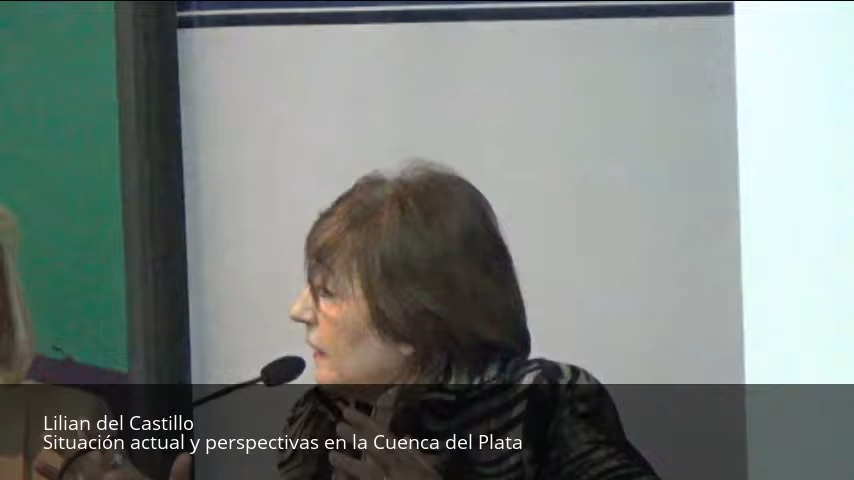 Lilian del Castillo
Situación actual y perspectivas en la Cuenca del Plata